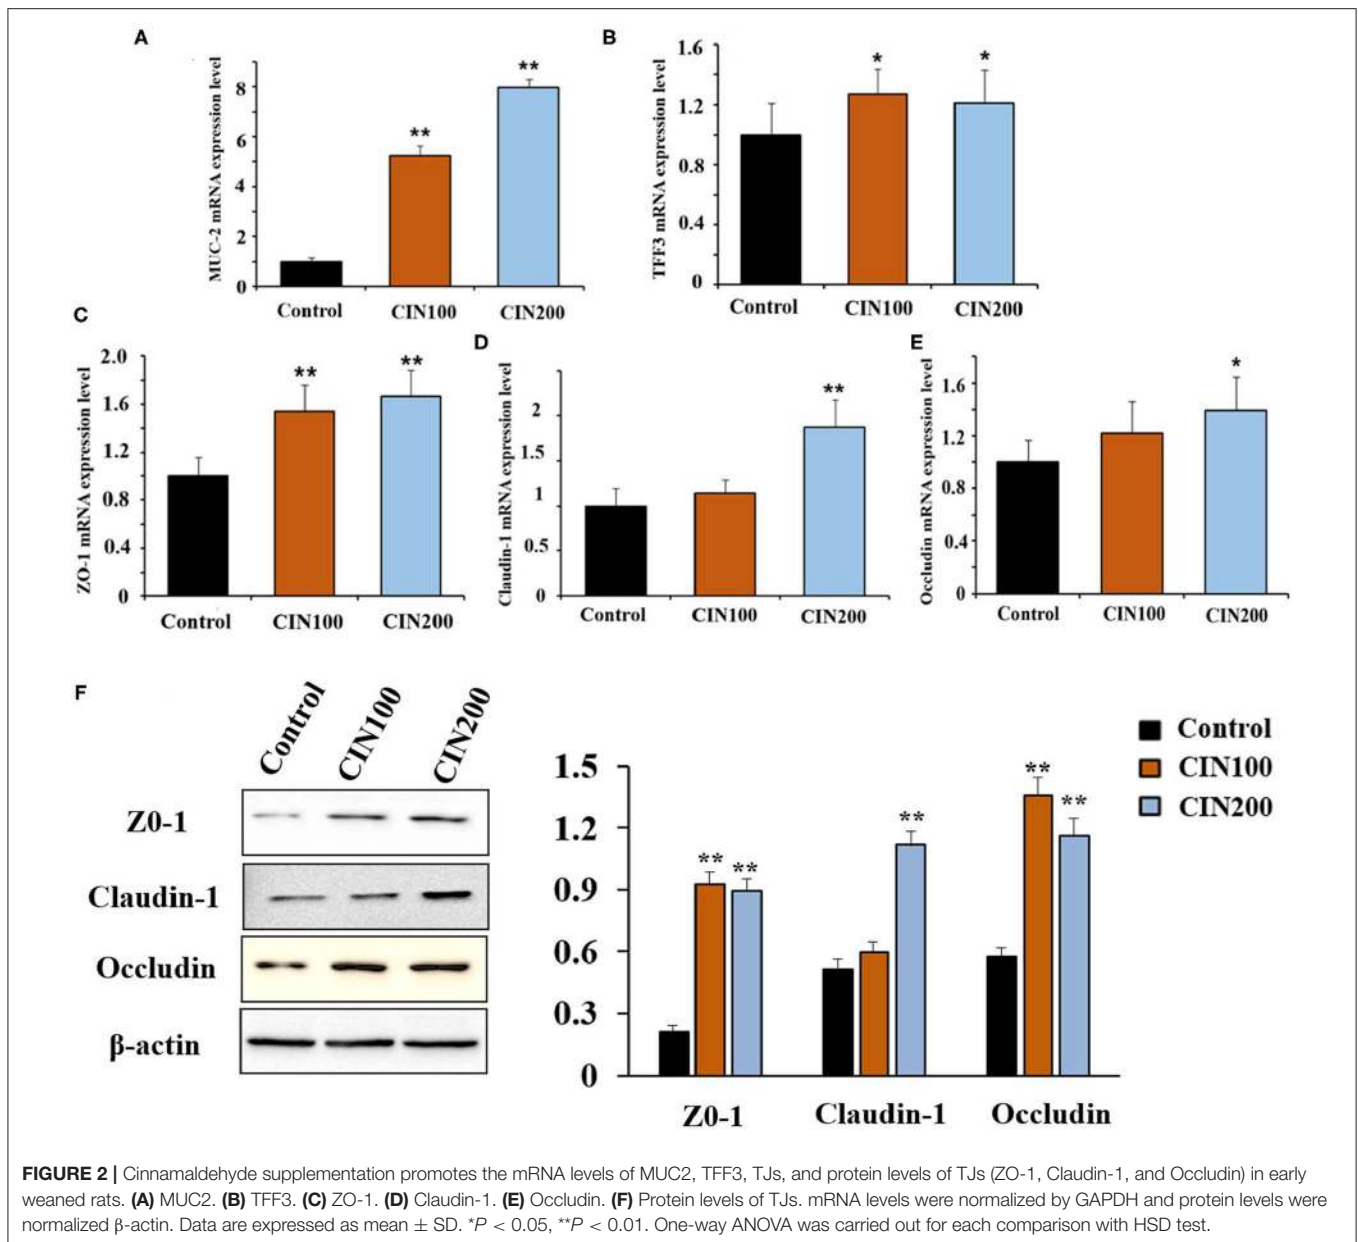 A
MUC-2 mRNA expression level
8
6
4
2
0
**
**
Control
CIN100
CIN200
B
TFF3 mRNA expression level
1.6
1.2
0.8
0.4
0
*
*
Control
CIN100
CIN200
C
ZO-1 mRNA expression level
2.0
1.6
1.2
0.8
0.4
0
**
**
Control
CIN100
CIN200
D
Claudin-1 mRNA expression level
2
1.5
1
0.5
0
**
Control
CIN100
CIN200
E
Occludin mRNA expression level
1.6
1.2
0.8
0.4
0
*
Control
CIN100
CIN200
F
Control
CIN100
CIN200
Z0-1
Claudin-1
Occludin
β-actin
1.5
1.2
0.9
0.6
0.3
0
**
**
**
**
**
Z0-1
Claudin-1
Occludin
Control
CIN100
CIN200
FIGURE 2 | Cinnamaldehyde supplementation promotes the mRNA levels of MUC2, TFF3, TJs, and protein levels of TJs (ZO-1, Claudin-1, and Occludin) in early
weaned rats. (A) MUC2. (B) TFF3. (C) ZO-1. (D) Claudin-1. (E) Occludin. (F) Protein levels of TJs. mRNA levels were normalized by GAPDH and protein levels were
normalized β-actin. Data are expressed as mean ± SD. *P < 0.05, **P < 0.01. One-way ANOVA was carried out for each comparison with HSD test.